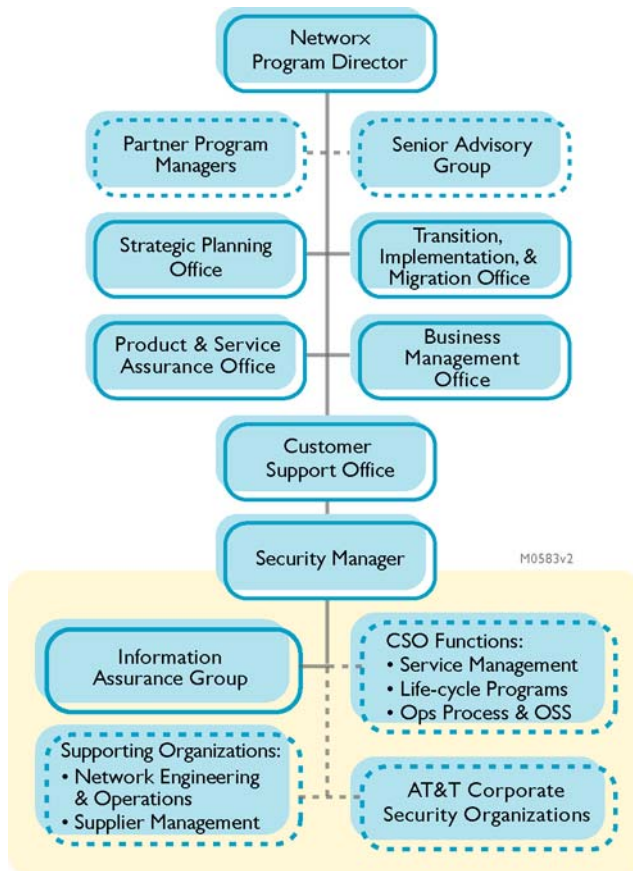 Networx
Program Director
Partner Program
Managers
Senior Advisory
Group
Strategic Planning
Office
Transition,
Implementation, &
Migration Office
Product & Service
Assurance Office
Business
Management
Office
Customer
Support Office
Security Manager
M0583v2
Information
Assurance Group
CSO Functions:
• Service Management
• Life-cycle Programs
• Ops Process & OSS
Supporting Organizations:
• Network Engineering
& Operations
• Supplier Management
AT&T Corporate
Security Organizations